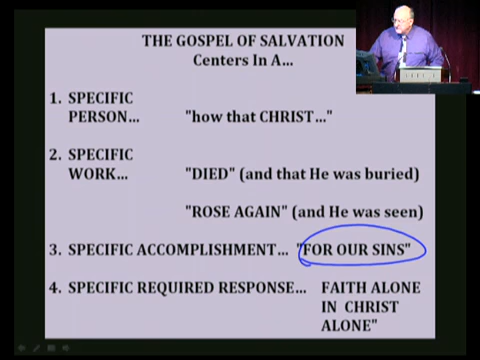 THE GOSPEL OF SALVATION
Centers In A...
1. SPECIFIC
PERSON... "how that CHRIST..."
2. SPECIFIC
WORK... "DIED" (and that He was buried)
"ROSE AGAIN" (and He was seen)
3. SPECIFIC ACCOMPLISHMENT... "FOR OUR SINS"
4. SPECIFIC REQUIRED RESPONSE... FAITH ALONE
IN CHRIST
ALONE"